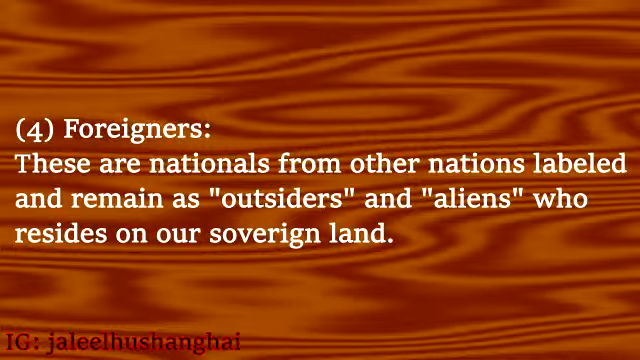 (4) Foreigners:
These are nationals from other nations labeled
and remain as "outsiders" and "aliens" who
resides on our soverign land.
IG: jaleelhushanghai